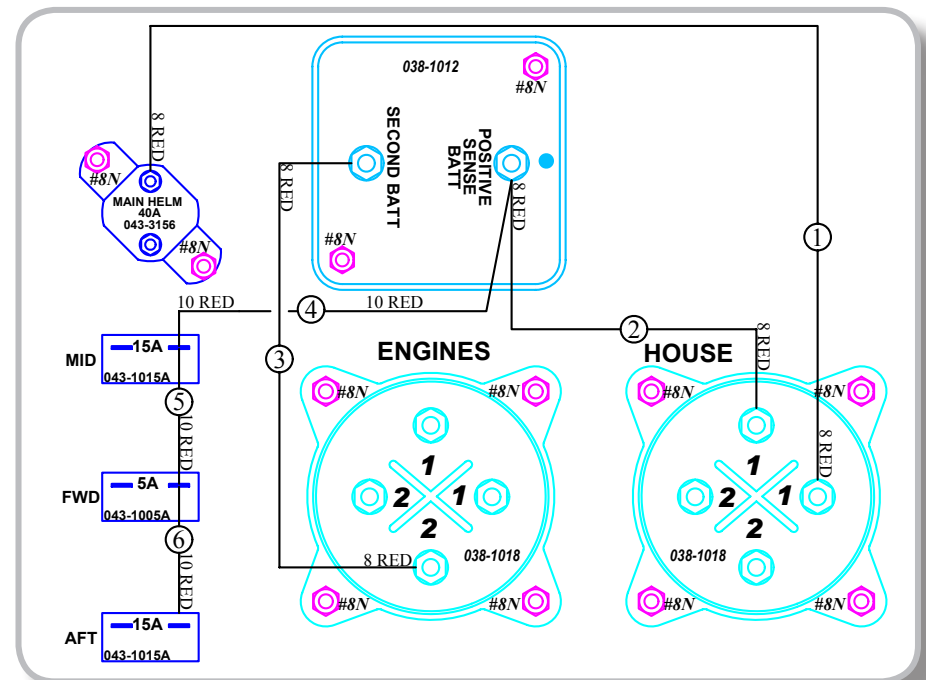 038-1012
#8N
8 RED
SECOND BATT
POSITIVE
SENSE
BATT
8 RED
8 RED
#8N
MAIN HELM
40A
043-3156
#8N
#8N
1
10 RED
4
10 RED
2
15A
MID
043-1015A
3
ENGINES
HOUSE
8 RED
#8N
#8N
#8N
#8N
5
10 RED
8 RED
1
2
1
2
1
2
1
2
5A
FWD
043-1005A
6
10 RED
8 RED
038-1018
038-1018
#8N
#8N
#8N
#8N
15A
AFT
043-1015A